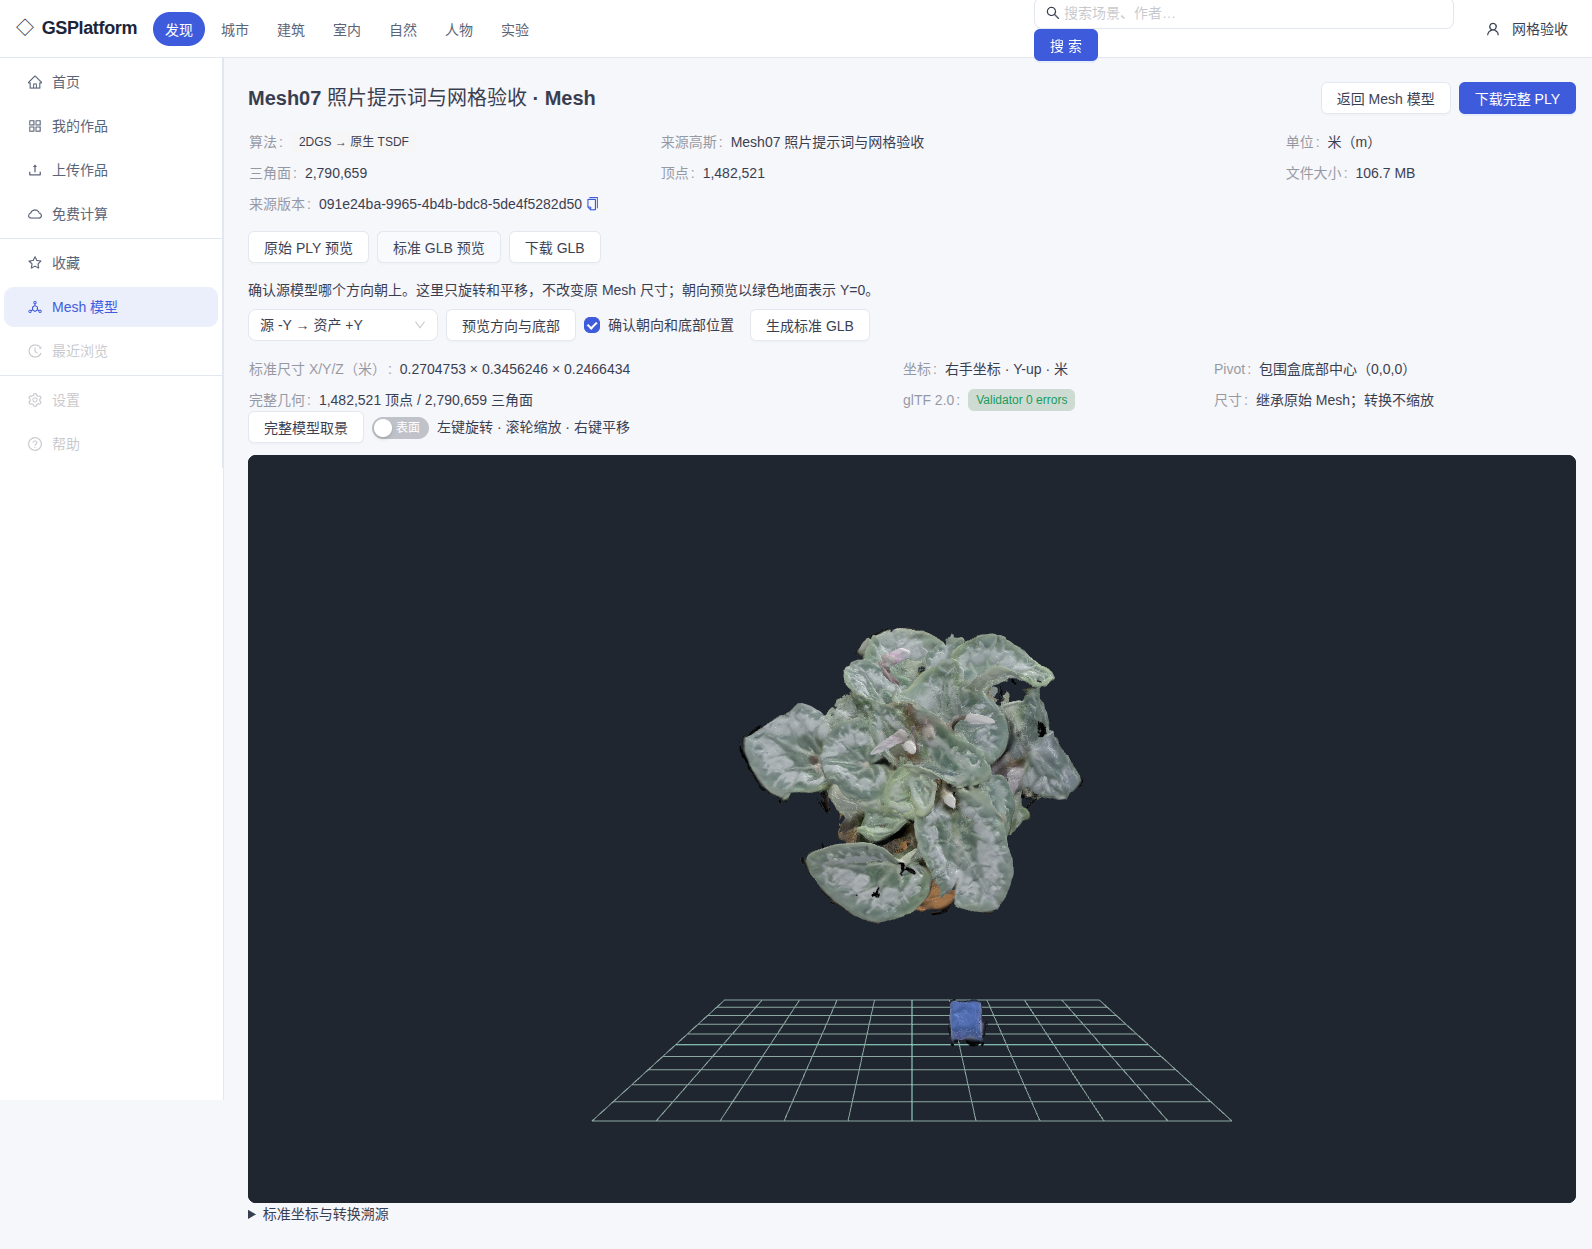 GSPlatform 发现 城市 建筑 室内 自然 人物 实验 搜索场景、作者… 搜 索 网格验收
首页
我的作品
上传作品
免费计算
收藏
Mesh 模型
最近浏览
设置
帮助
Mesh07 照片提示词与网格验收 · Mesh 返回 Mesh 模型 下载完整 PLY
算法: 2DGS → 原生 TSDF 来源高斯: Mesh07 照片提示词与网格验收 单位: 米（m）
三角面: 2,790,659 顶点: 1,482,521 文件大小: 106.7 MB
来源版本: 091e24ba-9965-4b4b-bdc8-5de4f5282d50
原始 PLY 预览 标准 GLB 预览 下载 GLB
确认源模型哪个方向朝上。这里只旋转和平移，不改变原 Mesh 尺寸；朝向预览以绿色地面表示 Y=0。
源 -Y → 资产 +Y 预览方向与底部 确认朝向和底部位置 生成标准 GLB
标准尺寸 X/Y/Z（米）: 0.2704753 × 0.3456246 × 0.2466434 坐标: 右手坐标 · Y-up · 米 Pivot: 包围盒底部中心（0,0,0）
完整几何: 1,482,521 顶点 / 2,790,659 三角面 glTF 2.0: Validator 0 errors 尺寸: 继承原始 Mesh；转换不缩放
完整模型取景 表面 左键旋转 · 滚轮缩放 · 右键平移
标准坐标与转换溯源